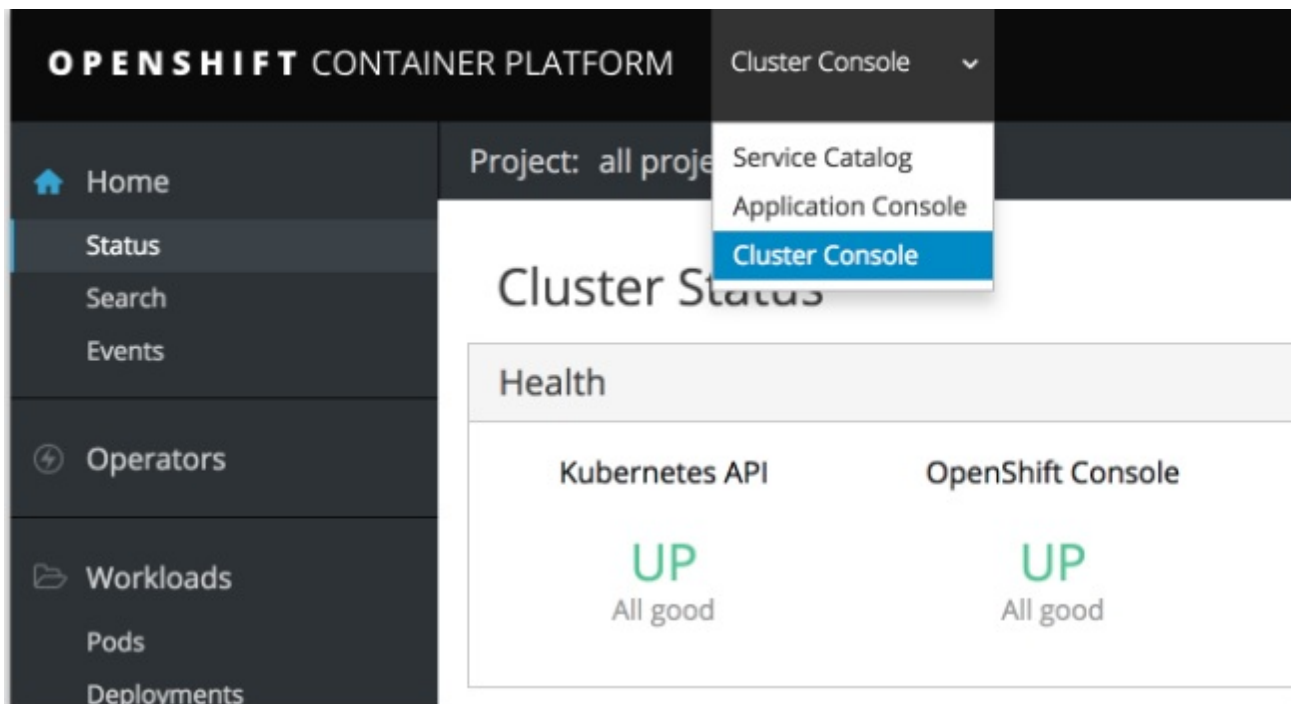 OPENSHIFT CONTAINER PLATFORM
Cluster Console
Service Catalog
Application Console
Cluster Console
Home
Status
Search
Events
Operators
Workloads
Pods
Deployments
Project: all proje
Cluster Status
Health
Kubernetes API
UP
All good
OpenShift Console
UP
All good